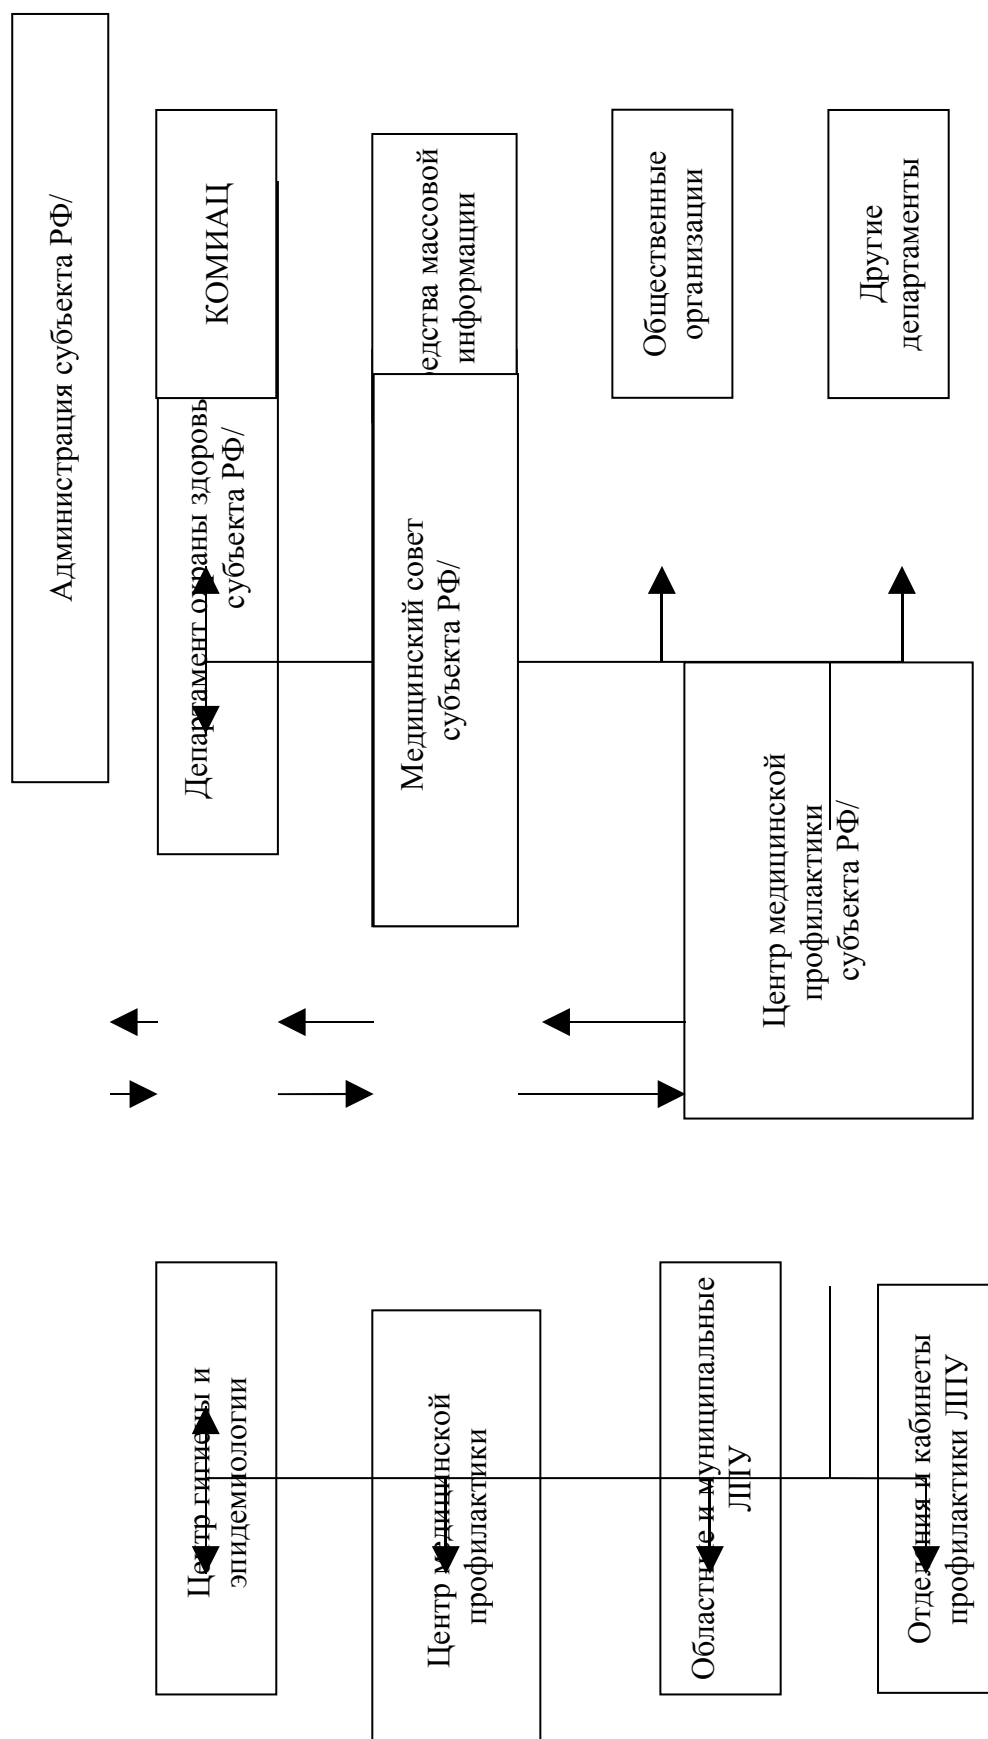 Администрация субъекта РФ/
КОМИАЦ
Департамент охраны здоровь
субъекта РФ/
едства массовой
информации
Медицинский совет
субъекта РФ/
Общественные
организации
Другие
департаменты
Центр медицинской
профилактики
субъекта РФ/
Центр гигиены и
эпидемиологии
Центр медицинской
профилактики
Областные и муниципальные
ЛПУ
Отделения и кабинеты
профилактики ЛПУ